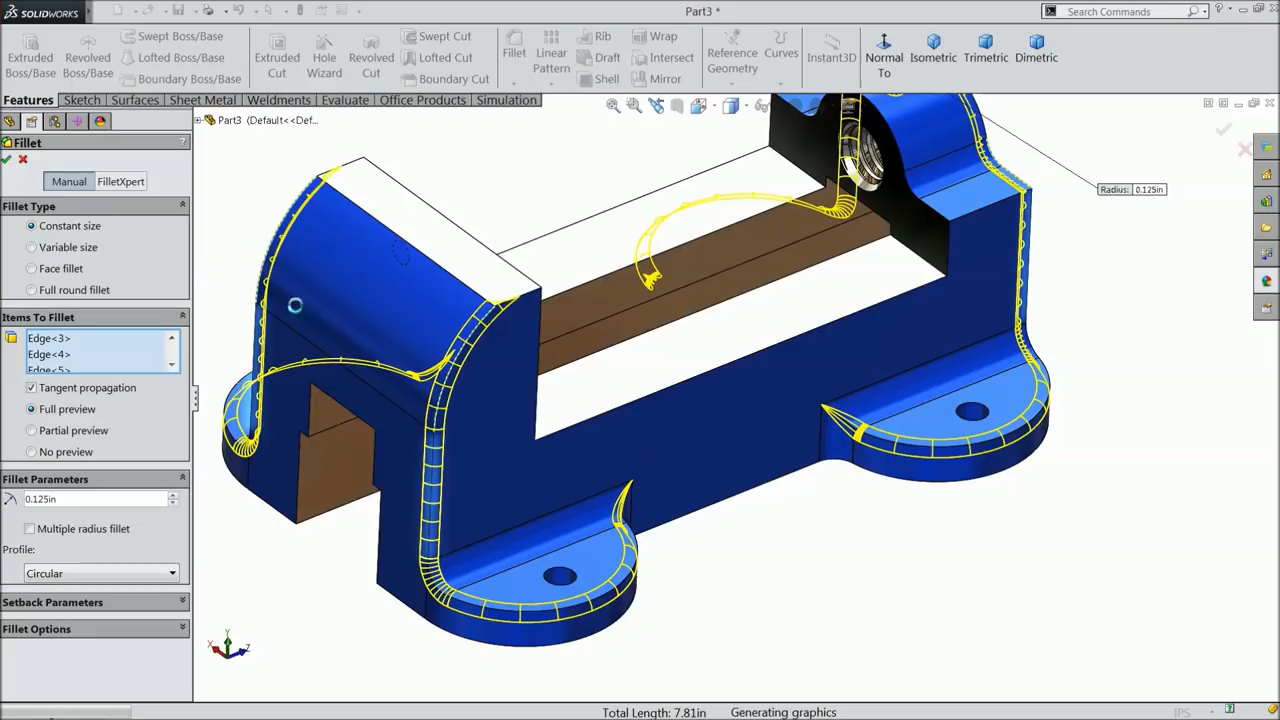 SOLIDWORKS
Part3 *
Search Commands
Extruded Boss/Base
Revolved Boss/Base
Swept Boss/Base
Lofted Boss/Base
Boundary Boss/Base
Extruded Cut
Hole Wizard
Revolved Cut
Swept Cut
Lofted Cut
Boundary Cut
Fillet
Linear Pattern
Rib
Draft
Shell
Wrap
Intersect
Mirror
Reference Geometry
Curves
Instant3D
Normal To
Isometric
Trimetric
Dimetric
Features
Sketch
Surfaces
Sheet Metal
Weldments
Evaluate
Office Products
Simulation
Part3 (Default<<Def...
Fillet
?
Manual
FilletXpert
Fillet Type
Constant size
Variable size
Face fillet
Full round fillet
Items To Fillet
Edge<3>
Edge<4>
Edge<5>
Tangent propagation
Full preview
Partial preview
No preview
Fillet Parameters
0.125in
Multiple radius fillet
Profile:
Circular
Setback Parameters
Fillet Options
Radius: 0.125in
Y
X
Z
Total Length: 7.81in
Generating graphics
IPS